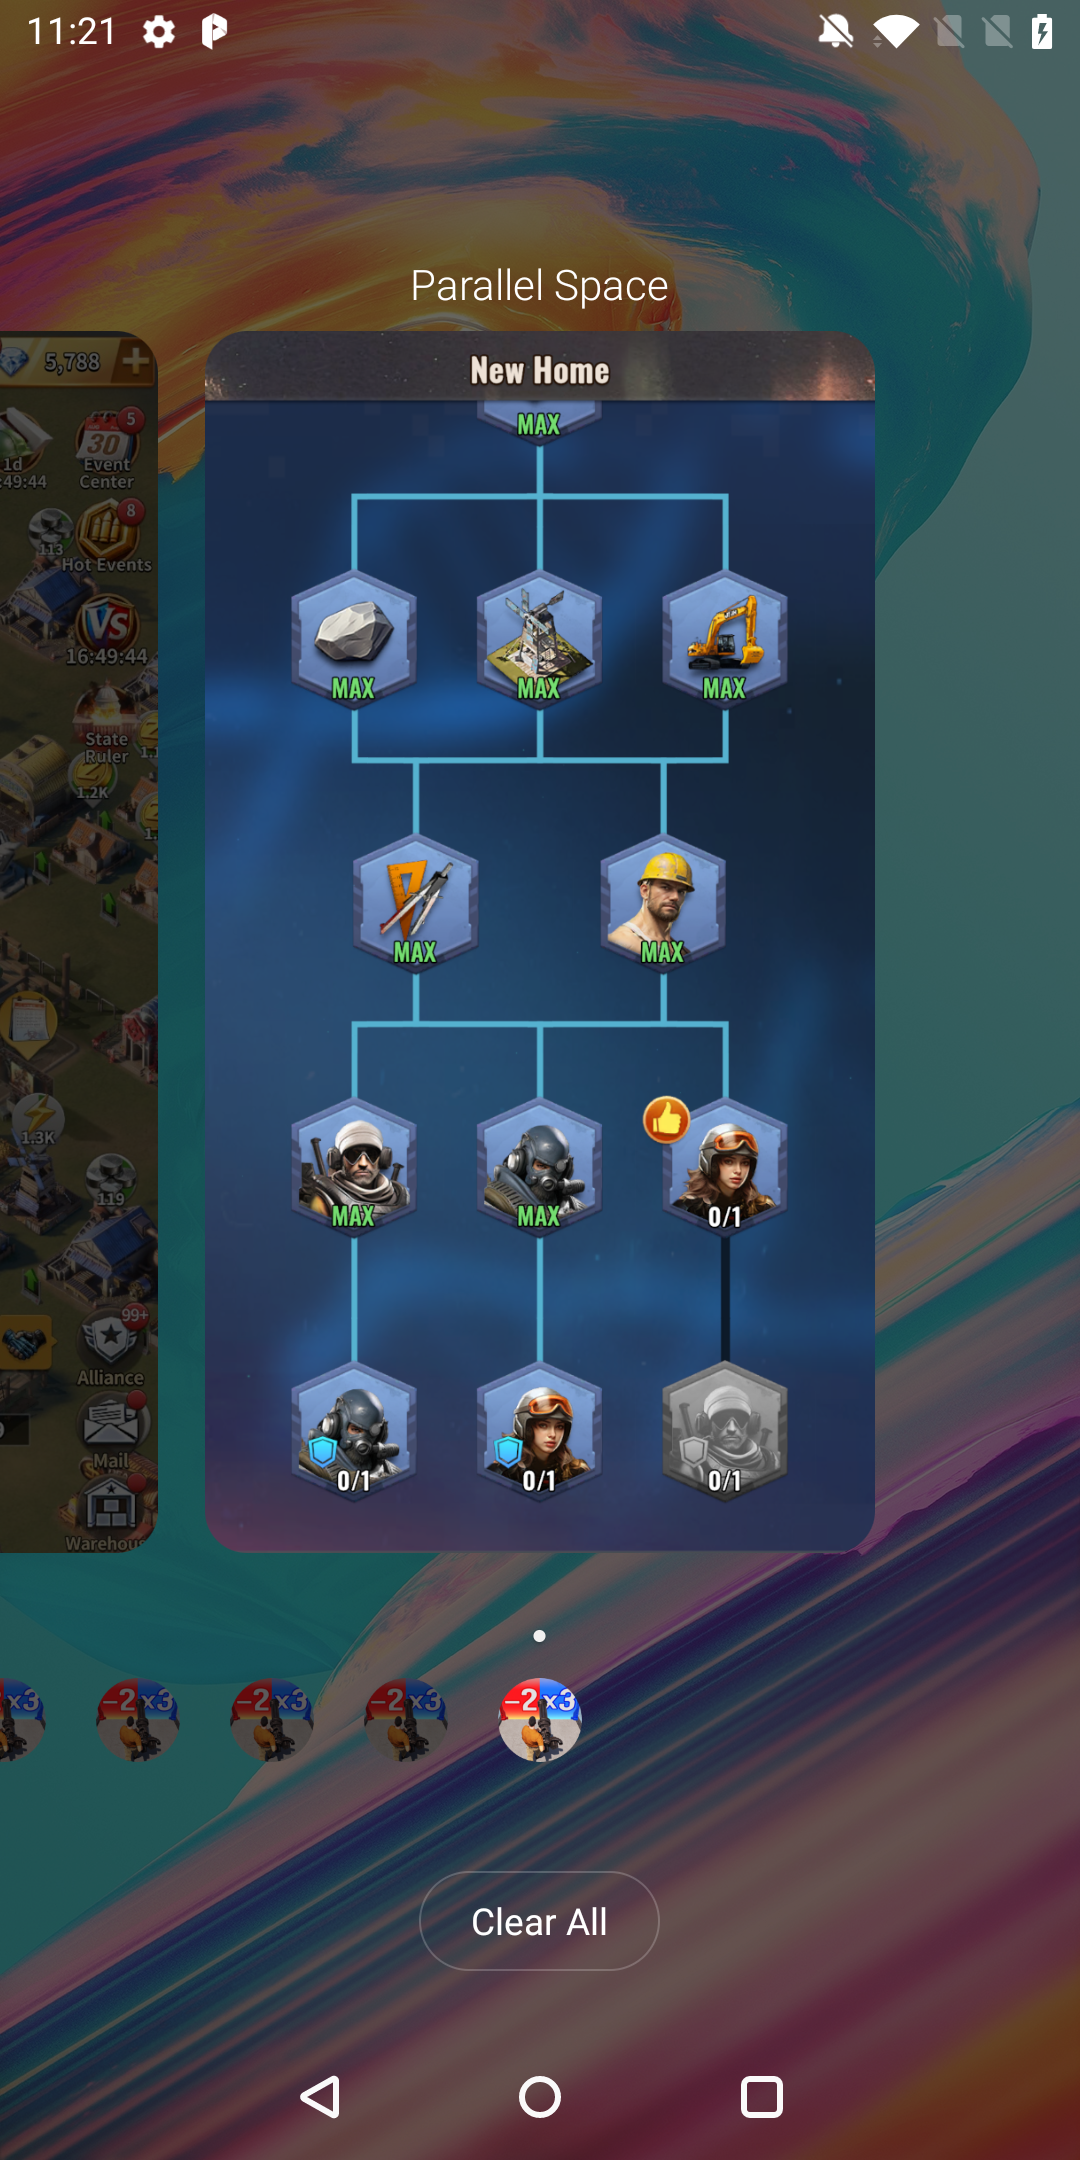 11:21
Parallel Space
5,788
New Home
MAX
5
30
1d
:49:44
Event
Center
8
113
Hot Events
VS
16:49:44
MAX
MAX
MAX
State
Ruler
1.2K
MAX
MAX
1.3K
119
MAX
MAX
0/1
99+
Alliance
Mail
0/1
0/1
0/1
Warehou
x3
-2 x3
-2 x3
-2 x3
-2 x3
Clear All